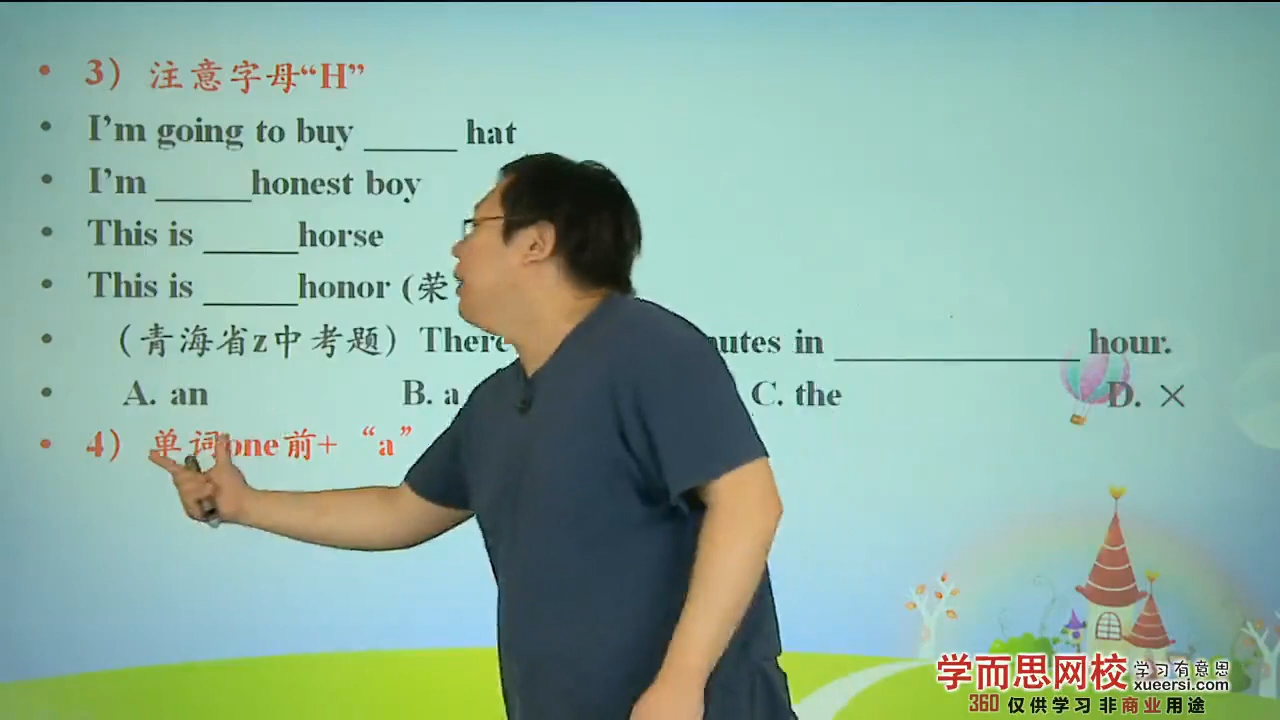 3） 注意字母“H”
I’m going to buy _____ hat
I’m _____honest boy
This is _____horse
This is _____honor (荣
（青海省z中考题）There utes in _____________ hour.
A. an B. a C. the D. ×
4） 单词one前+ “a”
学而思网校 学习有意思
xueersi.com
360 仅供学习 非商业用途